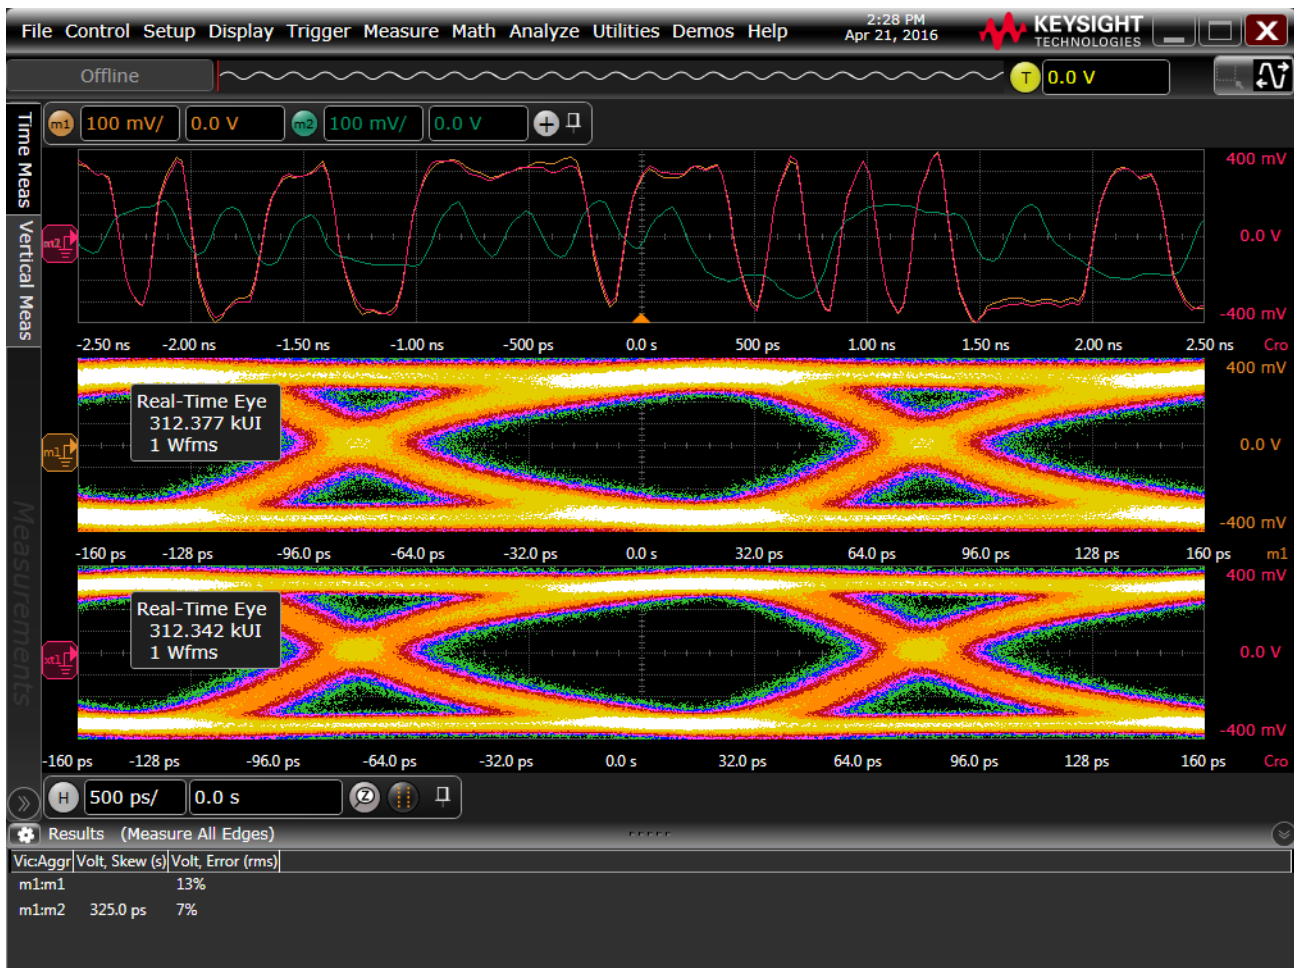 File Control Setup Display Trigger Measure Math Analyze Utilities Demos Help
2:28 PM
Apr 21, 2016
KEYSIGHT
TECHNOLOGIES
Offline
T 0.0 V
Time Meas
Vertical Meas
Measurements
m1 100 mV/ 0.0 V m2 100 mV/ 0.0 V
400 mV
xt2 0.0 V
-400 mV
-2.50 ns -2.00 ns -1.50 ns -1.00 ns -500 ps 0.0 s 500 ps 1.00 ns 1.50 ns 2.00 ns 2.50 ns Cro
400 mV
Real-Time Eye
312.377 kUI
1 Wfms
m1 0.0 V
-400 mV
-160 ps -128 ps -96.0 ps -64.0 ps -32.0 ps 0.0 s 32.0 ps 64.0 ps 96.0 ps 128 ps 160 ps m1
400 mV
Real-Time Eye
312.342 kUI
1 Wfms
xt1 0.0 V
-400 mV
-160 ps -128 ps -96.0 ps -64.0 ps -32.0 ps 0.0 s 32.0 ps 64.0 ps 96.0 ps 128 ps 160 ps Cro
H 500 ps/ 0.0 s Z
Results (Measure All Edges)
Vic:Aggr Volt, Skew (s) Volt, Error (rms)
m1:m1 13%
m1:m2 325.0 ps 7%